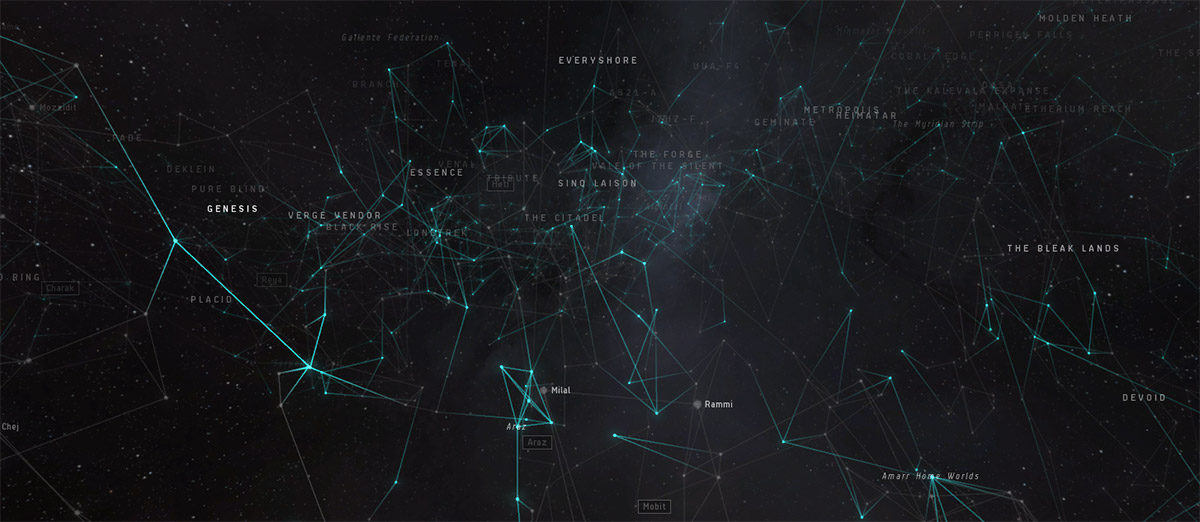 MOLDEN HEATH
PERRIGEN FALLS
Gallente Federation
EVERYSHORE
COBALT EDGE
TENAL
BRANCH
A821-A
THE KALEVALA EXPANSE
Mozzidit
METROPOLIS
ETHERIUM REACH
HEIMATAR
GEMINATE
The Myridian Strip
FADE
THE FORGE
VENAL
VALE OF THE SILENT
DEKLEIN
ESSENCE
TRIBUTE
SINQ LAISON
PURE BLIND
GENESIS
VERGE VENDOR
THE CITADEL
BLACK RISE
LONETREK
THE BLEAK LANDS
Charak
PLACID
Milal
DEVOID
Rammi
Chej
Araz
Araz
Amarr Home Worlds
Mobit